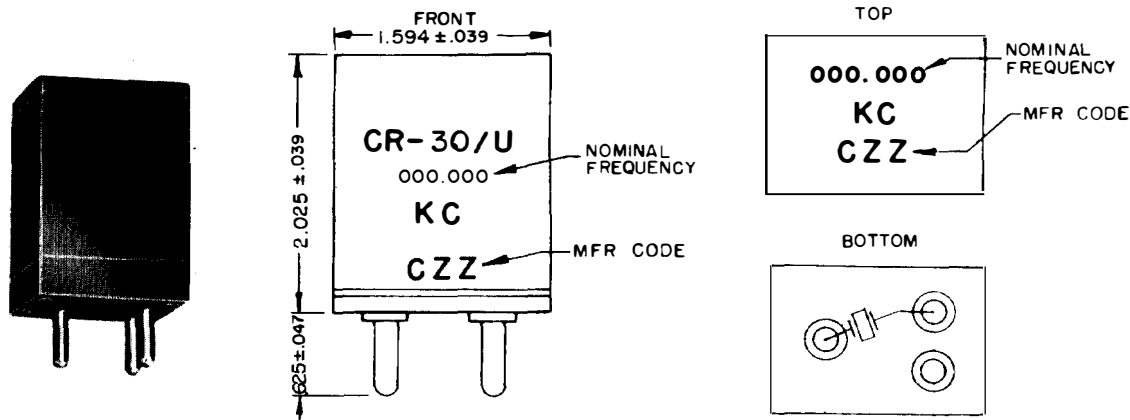 FRONT
1.594 ±.039
2.025 ±.039
.625±.047
CR-30/U
000.000
KC
CZZ
NOMINAL
FREQUENCY
MFR CODE
TOP
000.000
KC
CZZ
NOMINAL
FREQUENCY
MFR CODE
BOTTOM